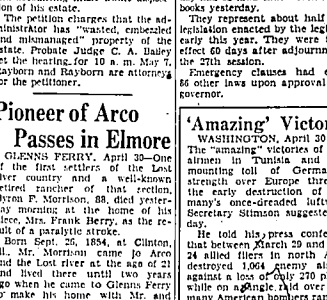 ion of his estate.
The petition charges that the ad-
ministrator has "wasted, embezzled
and mismanaged" property of the
state. Probate Judge C. A. Bailey
set the hearing for 10 a. m. May 7.
Rayborn and Rayborn are attorneys
or the petitioner.
Pioneer of Arco
Passes in Elmore
GLENNS FERRY, April 30—One
of the first settlers of the Lost
river country and a well-known
retired rancher of that section,
Byron F. Morrison, 88, died yester-
day morning at the home of his
niece, Mrs. Frank Berry, as the re-
sult of a paralytic stroke.
Born Sept. 26, 1854, at Clinton,
Ill., Mr. Morrison came to Arco
and the Lost river at the age of 2
and lived there until two years
ago when he came to Glenns Ferry
to make his home with Mr. and
books yesterday.
They represent about half
legislation enacted by the legi
early this year. They were
effect 60 days after adjournm
the 27th session.
Emergency clauses had
86 other laws upon approval
governor.
'Amazing' Victor
WASHINGTON, April 30
The "amazing" victories of
airmen in Tunisia and
mounting toll of Germa
strength over Europe thre
the early destruction of
many's once-dreaded luftw
Secretary Stimson suggeste
day.
He told his press confe
that between March 29 and
24 allied fliers in north A
destroyed 1,064 enemy
against a loss of only 270 p
while on a single raid over
many American bombers